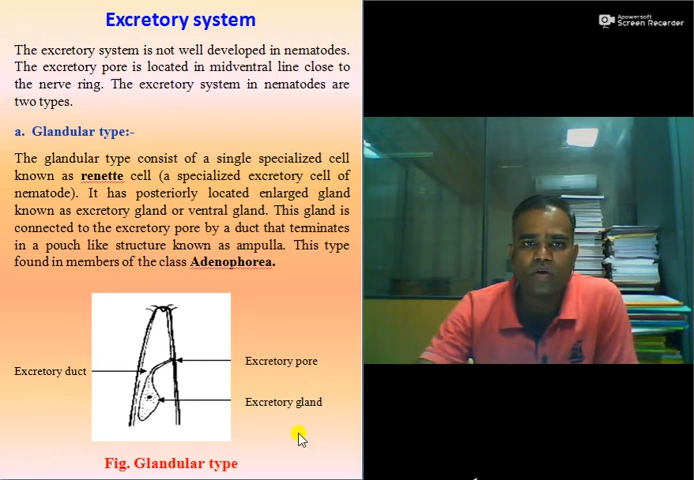 Excretory system
The excretory system is not well developed in nematodes.
The excretory pore is located in midventral line close to
the nerve ring. The excretory system in nematodes are
two types.
a. Glandular type:-
The glandular type consist of a single specialized cell
known as renette cell (a specialized excretory cell of
nematode). It has posteriorly located enlarged gland
known as excretory gland or ventral gland. This gland is
connected to the excretory pore by a duct that terminates
in a pouch like structure known as ampulla. This type
found in members of the class Adenophorea.
Excretory duct
Excretory pore
Excretory gland
Fig. Glandular type
Apowersoft
Screen Recorder